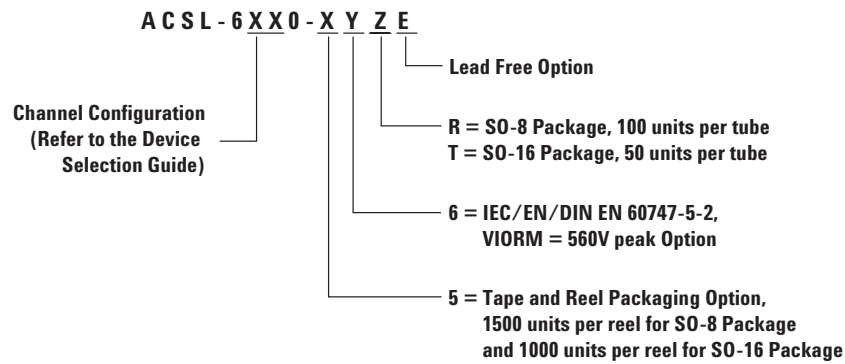 ACSL-6XX0-XYZE
Lead Free Option
Channel Configuration
(Refer to the Device
Selection Guide)
R = SO-8 Package, 100 units per tube
T = SO-16 Package, 50 units per tube
6 = IEC/EN/DIN EN 60747-5-2,
VIORM = 560V peak Option
5 = Tape and Reel Packaging Option,
1500 units per reel for SO-8 Package
and 1000 units per reel for SO-16 Package